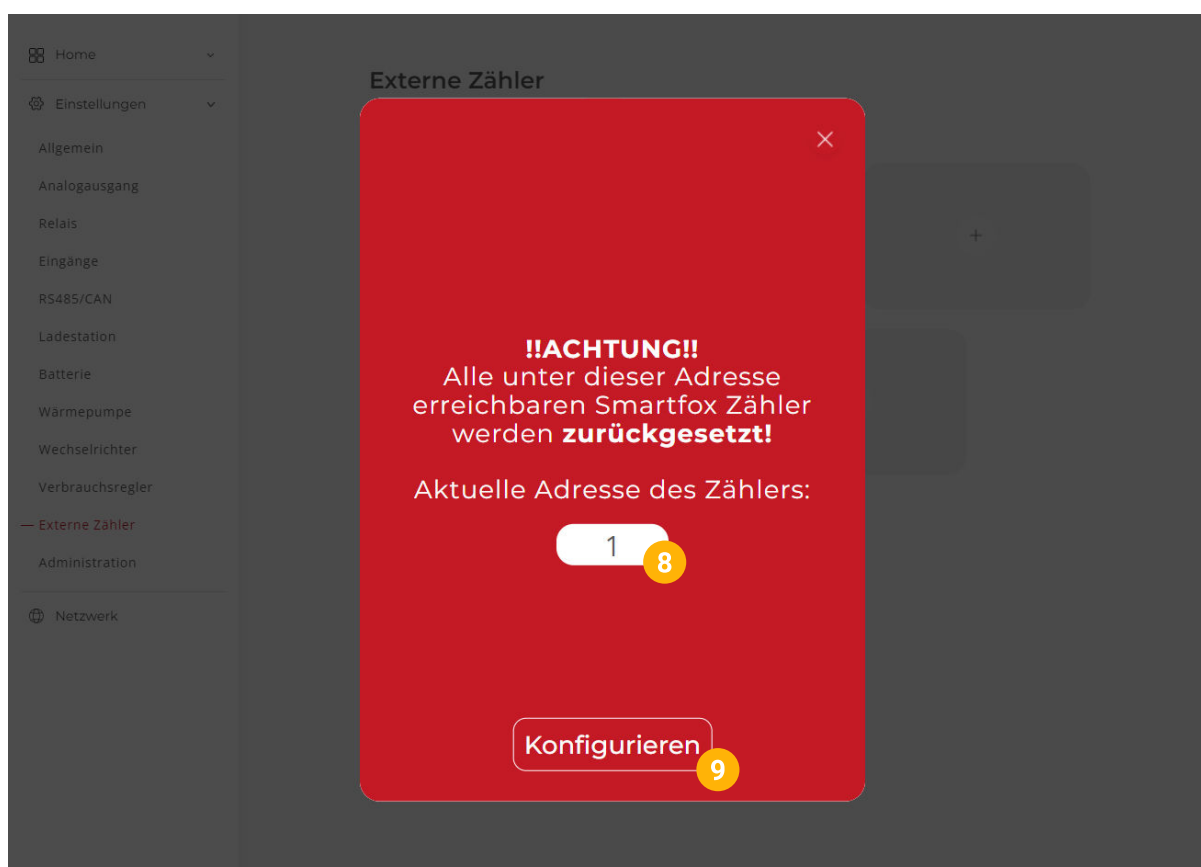 Home
Einstellungen
Allgemein
Analogausgang
Relais
Eingänge
RS485/CAN
Ladestation
Batterie
Wärmepumpe
Wechselrichter
Verbrauchsregler
Externe Zähler
Administration
Netzwerk
Externe Zähler
!!ACHTUNG!!
Alle unter dieser Adresse
erreichbaren Smartfox Zähler
werden zurückgesetzt!
Aktuelle Adresse des Zählers:
1
8
Konfigurieren
9